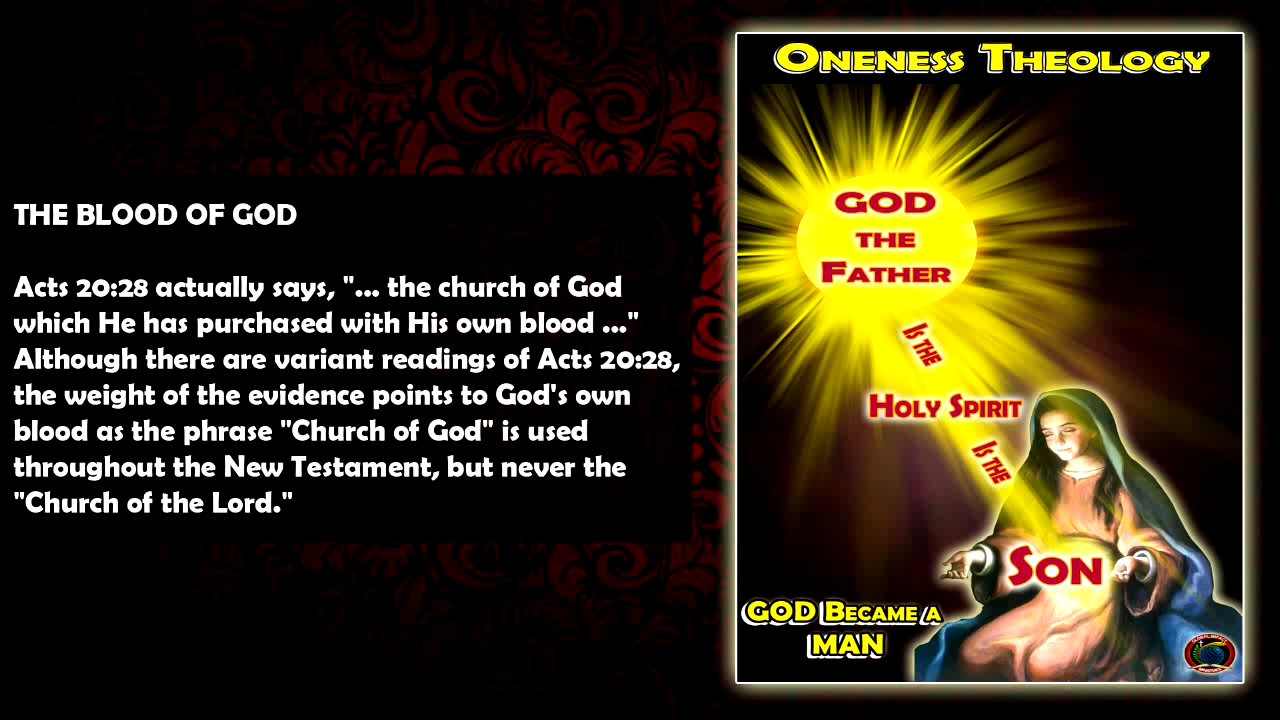 THE BLOOD OF GOD
Acts 20:28 actually says, "... the church of God
which He has purchased with His own blood ..."
Although there are variant readings of Acts 20:28,
the weight of the evidence points to God's own
blood as the phrase "Church of God" is used
throughout the New Testament, but never the
"Church of the Lord."
ONENESS THEOLOGY
GOD
THE
FATHER
IS THE
HOLY SPIRIT
IS THE
SON
GOD BECAME A
MAN
GLOBAL IMPACT
MINISTRIES